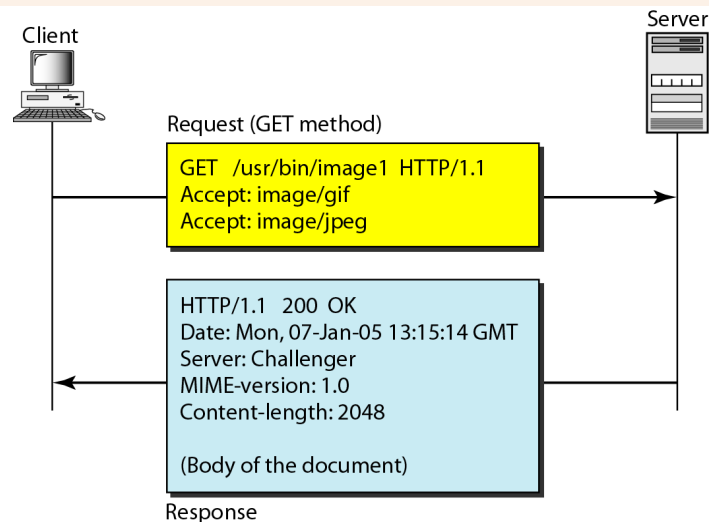 Client
Server
Request (GET method)
GET /usr/bin/image1 HTTP/1.1
Accept: image/gif
Accept: image/jpeg
HTTP/1.1 200 OK
Date: Mon, 07-Jan-05 13:15:14 GMT
Server: Challenger
MIME-version: 1.0
Content-length: 2048
(Body of the document)
Response